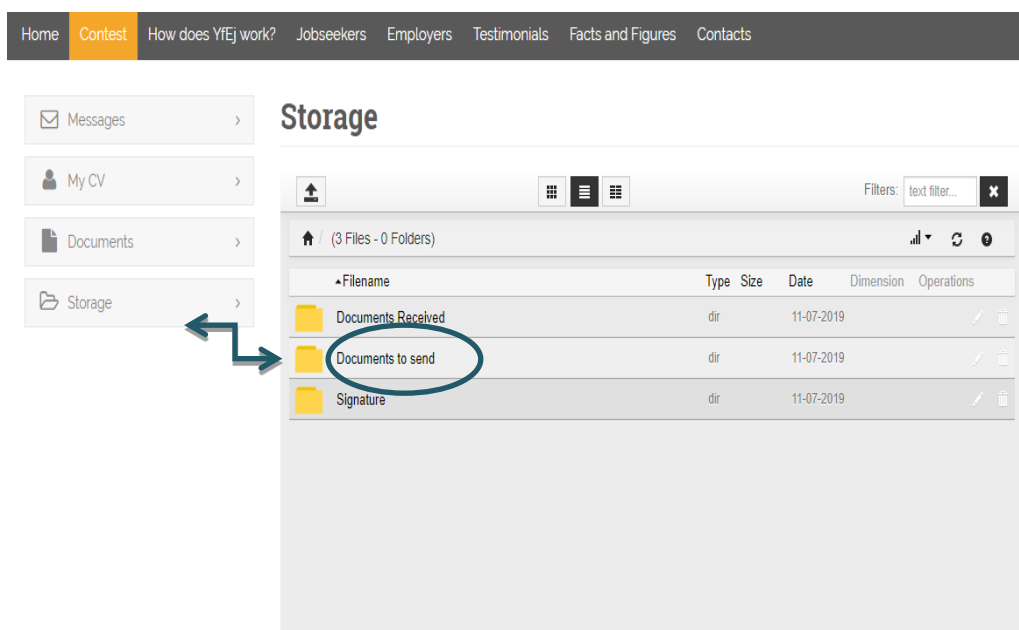 Home Contest How does YfEj work? Jobseekers Employers Testimonials Facts and Figures Contacts
Messages
My CV
Documents
Storage
Storage
Filters: text filter...
/ (3 Files - 0 Folders)
Filename Type Size Date Dimension Operations
Documents Received dir 11-07-2019
Documents to send dir 11-07-2019
Signature dir 11-07-2019